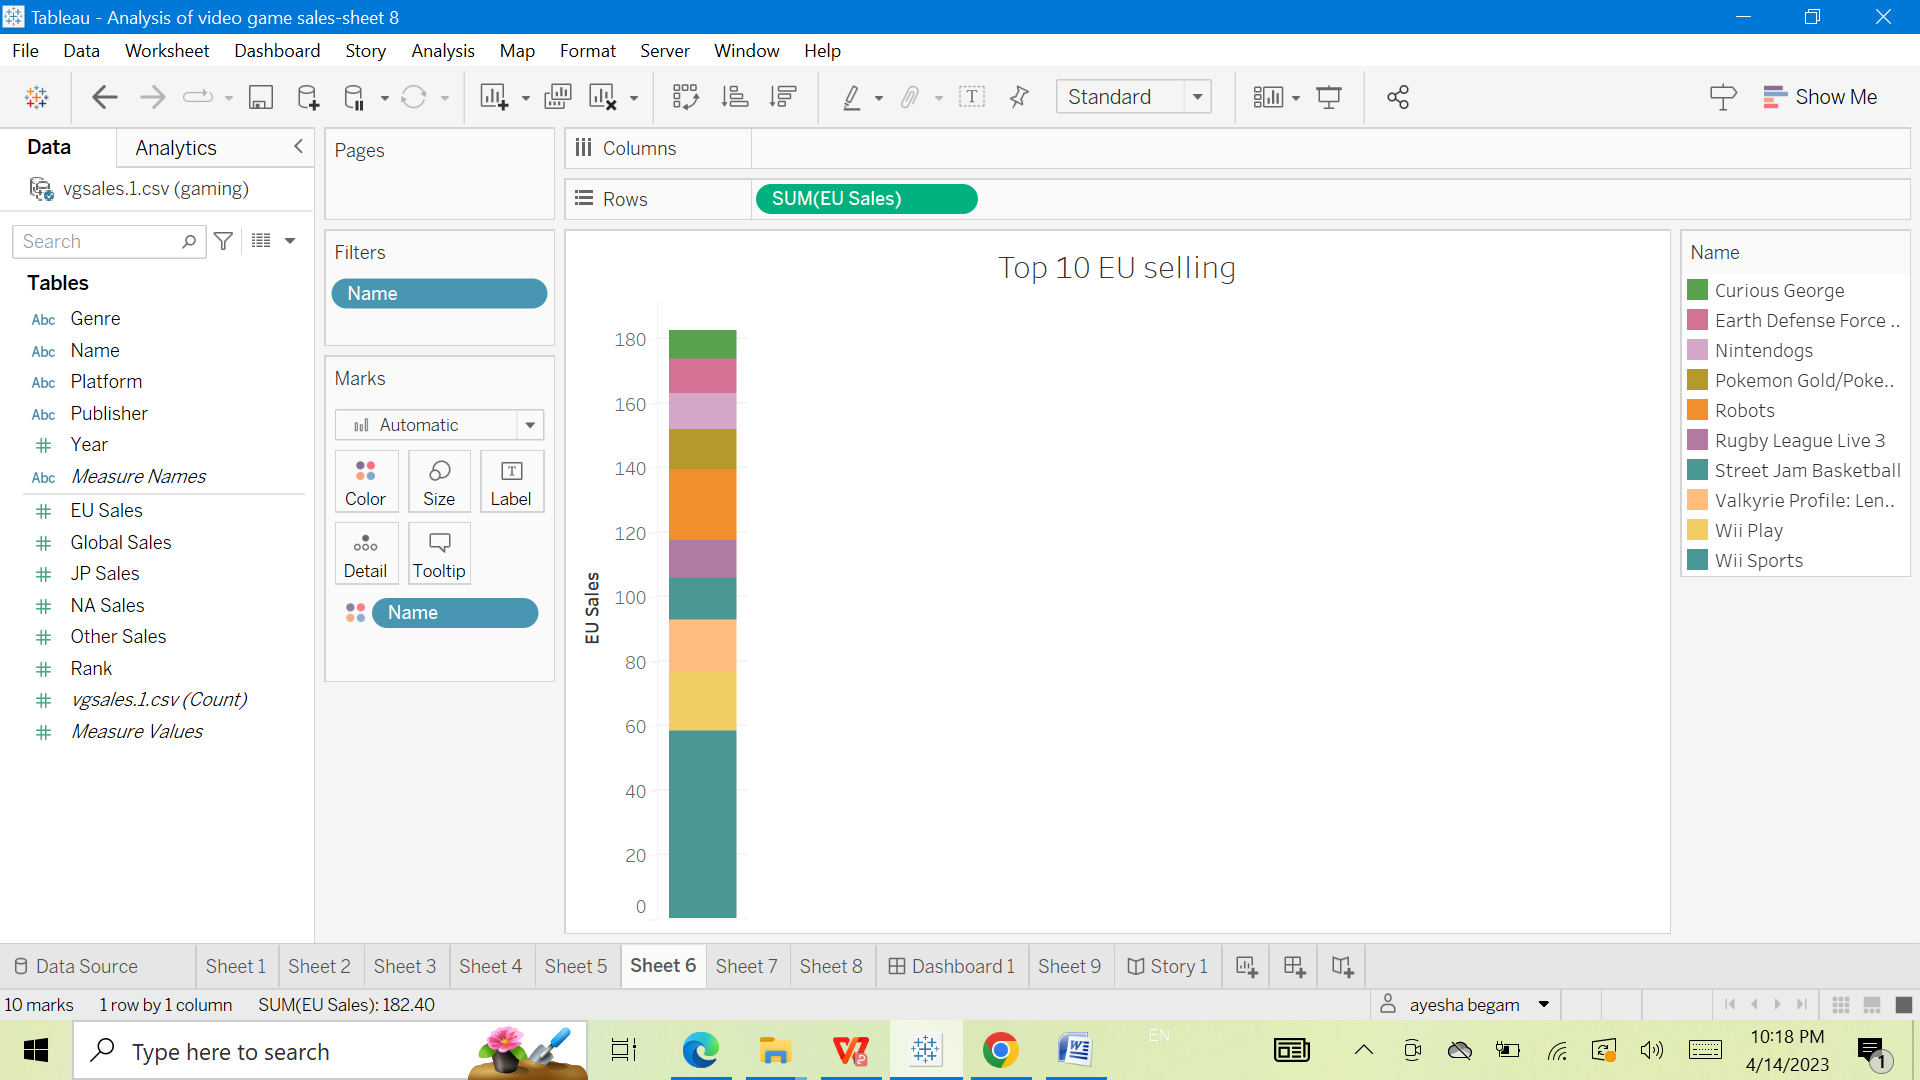 Tableau - Analysis of video game sales-sheet 8
File Data Worksheet Dashboard Story Analysis Map Format Server Window Help
Standard
Show Me
Data
Analytics
vgsales.1.csv (gaming)
Search
Tables
Abc Genre
Abc Name
Abc Platform
Abc Publisher
Year
Abc Measure Names
EU Sales
Global Sales
JP Sales
NA Sales
Other Sales
Rank
vgsales.1.csv (Count)
Measure Values
Pages
Filters
Name
Marks
Automatic
Color Size Label
Detail Tooltip
Name
Columns
Rows SUM(EU Sales)
Top 10 EU selling
180
160
140
120
100
80
60
40
20
0
EU Sales
Name
Curious George
Earth Defense Force ..
Nintendogs
Pokemon Gold/Poke..
Robots
Rugby League Live 3
Street Jam Basketball
Valkyrie Profile: Len..
Wii Play
Wii Sports
Data Source Sheet 1 Sheet 2 Sheet 3 Sheet 4 Sheet 5 Sheet 6 Sheet 7 Sheet 8 Dashboard 1 Sheet 9 Story 1
10 marks 1 row by 1 column SUM(EU Sales): 182.40
ayesha begam
Type here to search
EN
10:18 PM
4/14/2023
1